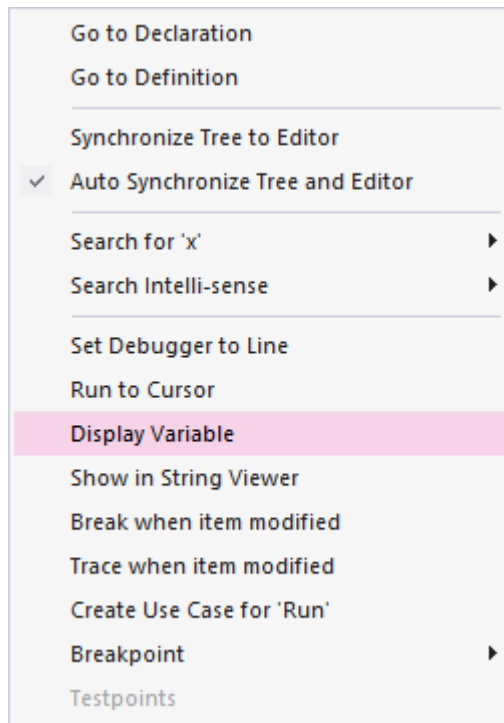 Go to Declaration
Go to Definition
Synchronize Tree to Editor
Auto Synchronize Tree and Editor
Search for 'x'
Search Intelli-sense
Set Debugger to Line
Run to Cursor
Display Variable
Show in String Viewer
Break when item modified
Trace when item modified
Create Use Case for 'Run'
Breakpoint
Testpoints